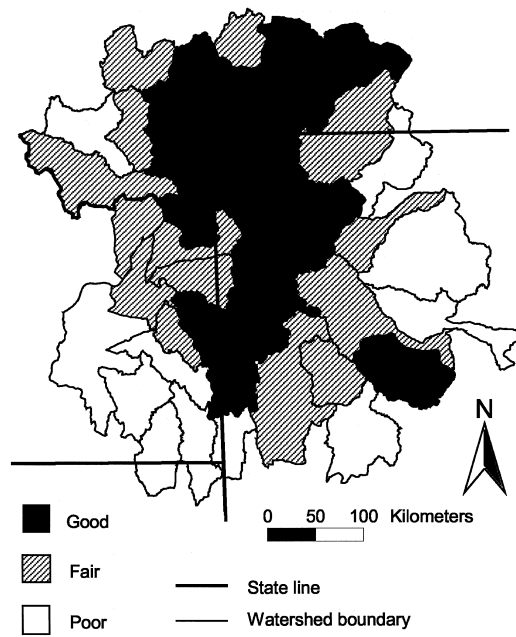 N
0 50 100 Kilometers
Good
Fair
Poor
State line
Watershed boundary